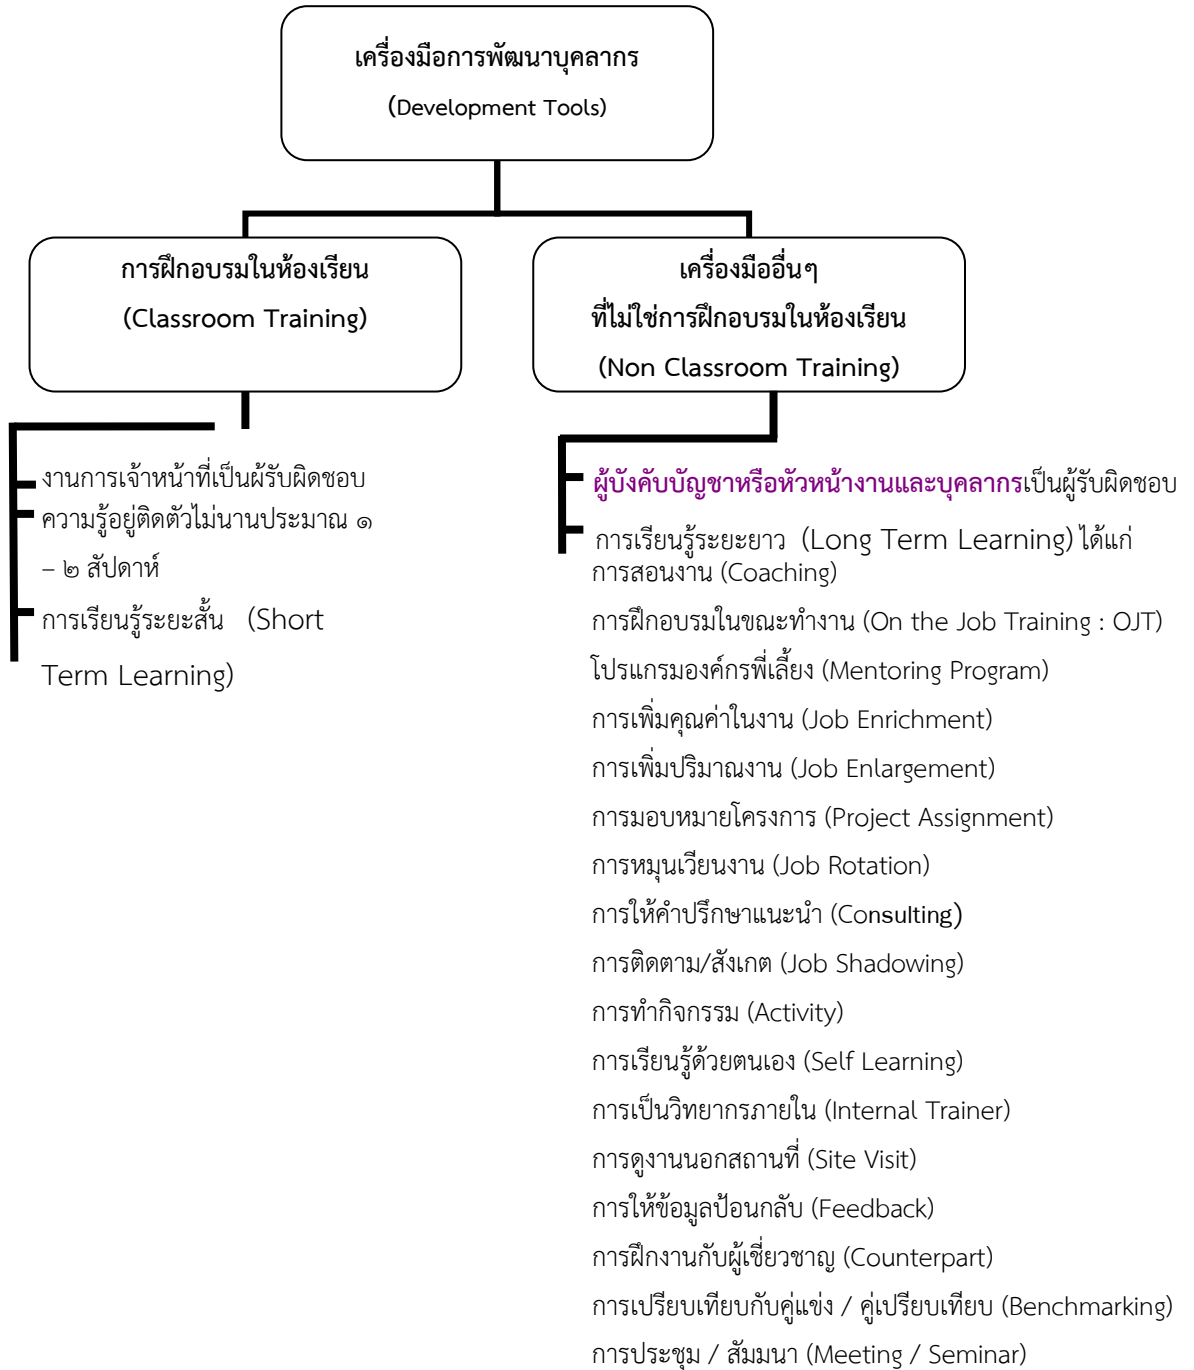 เครื่องมือการพัฒนาบุคลากร
(Development Tools)
การฝึกอบรมในห้องเรียน
(Classroom Training)
เครื่องมืออื่นๆ
ที่ไม่ใช่การฝึกอบรมในห้องเรียน
(Non Classroom Training)
งานการเจ้าหน้าที่เป็นผ้รับผิดชอบ
ความรู้อยู่ติดตัวไม่นานประมาณ ๑
– ๒ สัปดาห์
การเรียนรู้ระยะสั้น (Short
Term Learning)
ผู้บังคับบัญชาหรือหัวหน้างานและบุคลากรเป็นผู้รับผิดชอบ
การเรียนรู้ระยะยาว (Long Term Learning) ได้แก่
การสอนงาน (Coaching)
การฝึกอบรมในขณะทำงาน (On the Job Training : OJT)
โปรแกรมองค์กรพี่เลี้ยง (Mentoring Program)
การเพิ่มคุณค่าในงาน (Job Enrichment)
การเพิ่มปริมาณงาน (Job Enlargement)
การมอบหมายโครงการ (Project Assignment)
การหมุนเวียนงาน (Job Rotation)
การให้คำปรึกษาแนะนำ (Consulting)
การติดตาม/สังเกต (Job Shadowing)
การทำกิจกรรม (Activity)
การเรียนรู้ด้วยตนเอง (Self Learning)
การเป็นวิทยากรภายใน (Internal Trainer)
การดูงานนอกสถานที่ (Site Visit)
การให้ข้อมูลป้อนกลับ (Feedback)
การฝึกงานกับผู้เชี่ยวชาญ (Counterpart)
การเปรียบเทียบกับคู่แข่ง / คู่เปรียบเทียบ (Benchmarking)
การประชุม / สัมมนา (Meeting / Seminar)